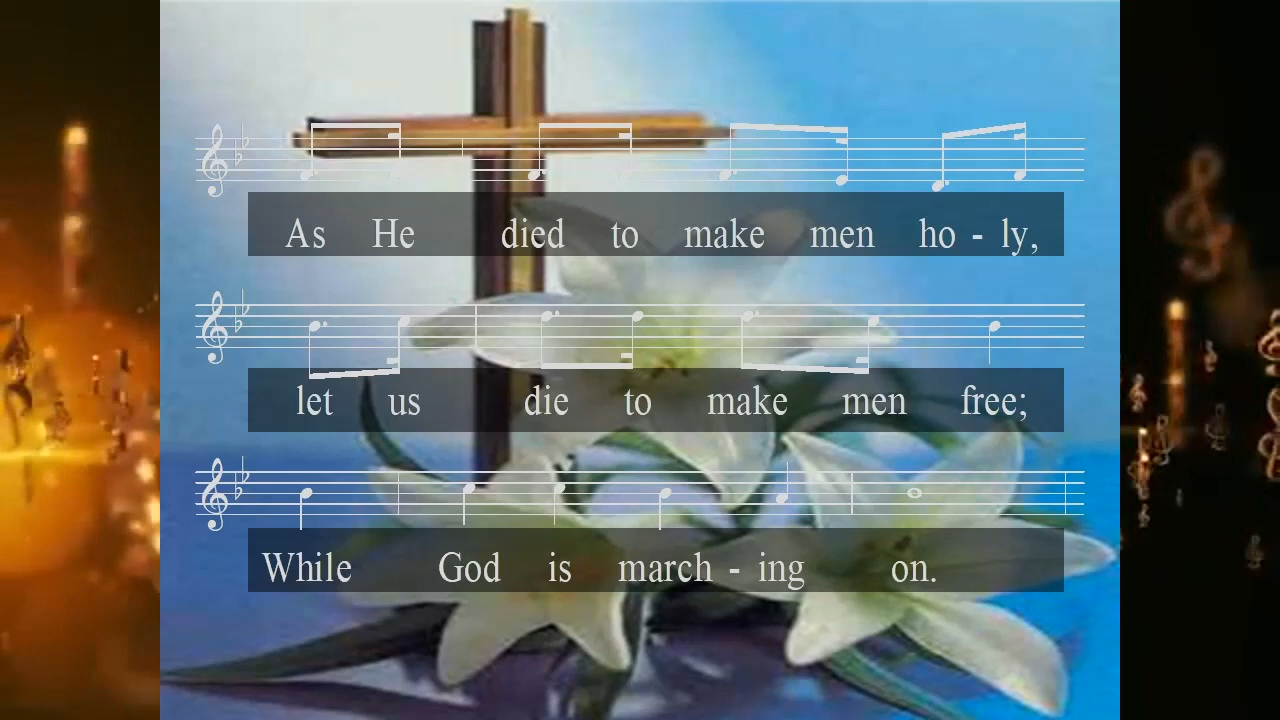 As He died to make men ho - ly,
let us die to make men free;
While God is march - ing on.